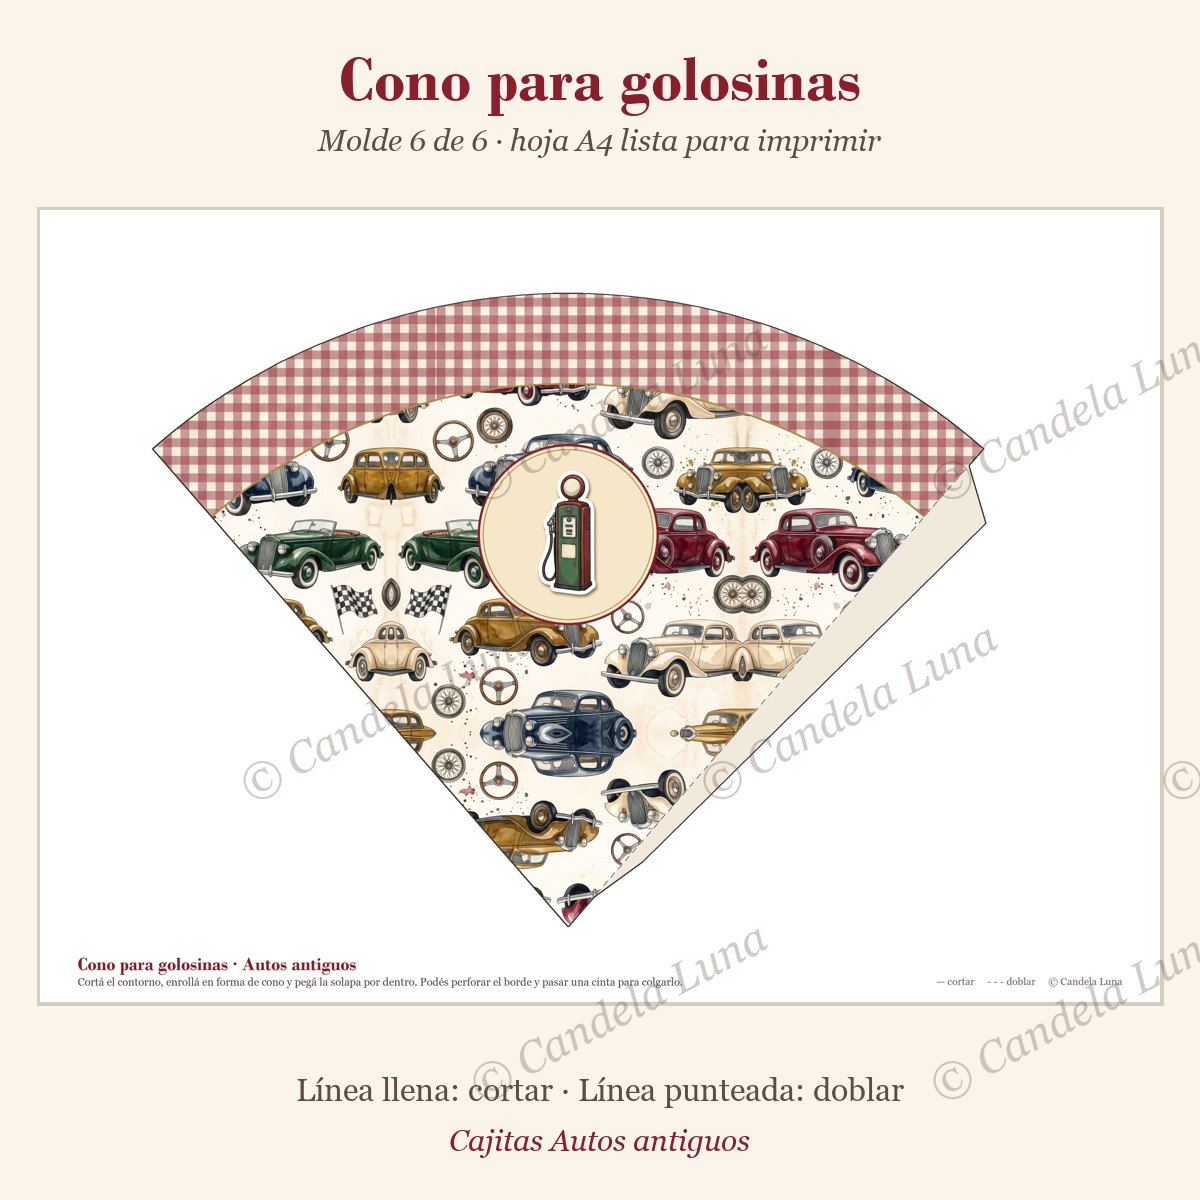 Cono para golosinas
Molde 6 de 6 · hoja A4 lista para imprimir
© Candela Luna
© Candela Lun
© Candela Luna
© Candela Luna
©
Cono para golosinas · Autos antiguos
Cortá el contorno, enrollá en forma de cono y pegá la solapa por dentro. Podés perforar el borde y pasar una cinta para colgarlo.
— cortar - - - doblar © Candela Luna
© Candela Luna
© Candela Lun
Línea llena: cortar · Línea punteada: doblar
Cajitas Autos antiguos